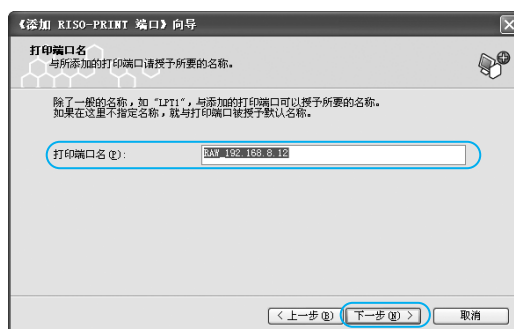 《添加 RISO-PRINT 端口》向导
打印端口名
与所添加的打印端口请授予所要的名称。
除了一般的名称，如 "LPT1"，与添加的打印端口可以授予所要的名称。
如果在这里不指定名称，就与打印端口被授予默认名称。
打印端口名(P):
RAW_192.168.8.12
< 上一步(B)
下一步(N) >
取消